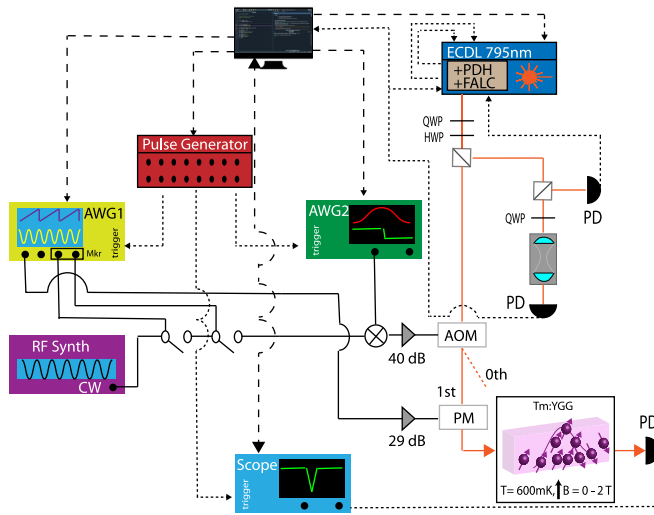 ECDL 795nm
+PDH
+FALC
QWP
HWP
Pulse Generator
PD
QWP
AWG1
Mkr
trigger
AWG2
trigger
PD
RF Synth
CW
40 dB
AOM
0th
1st
29 dB
PM
Tm:YGG
T= 600mK, B = 0 - 2 T
PD
Scope
trigger